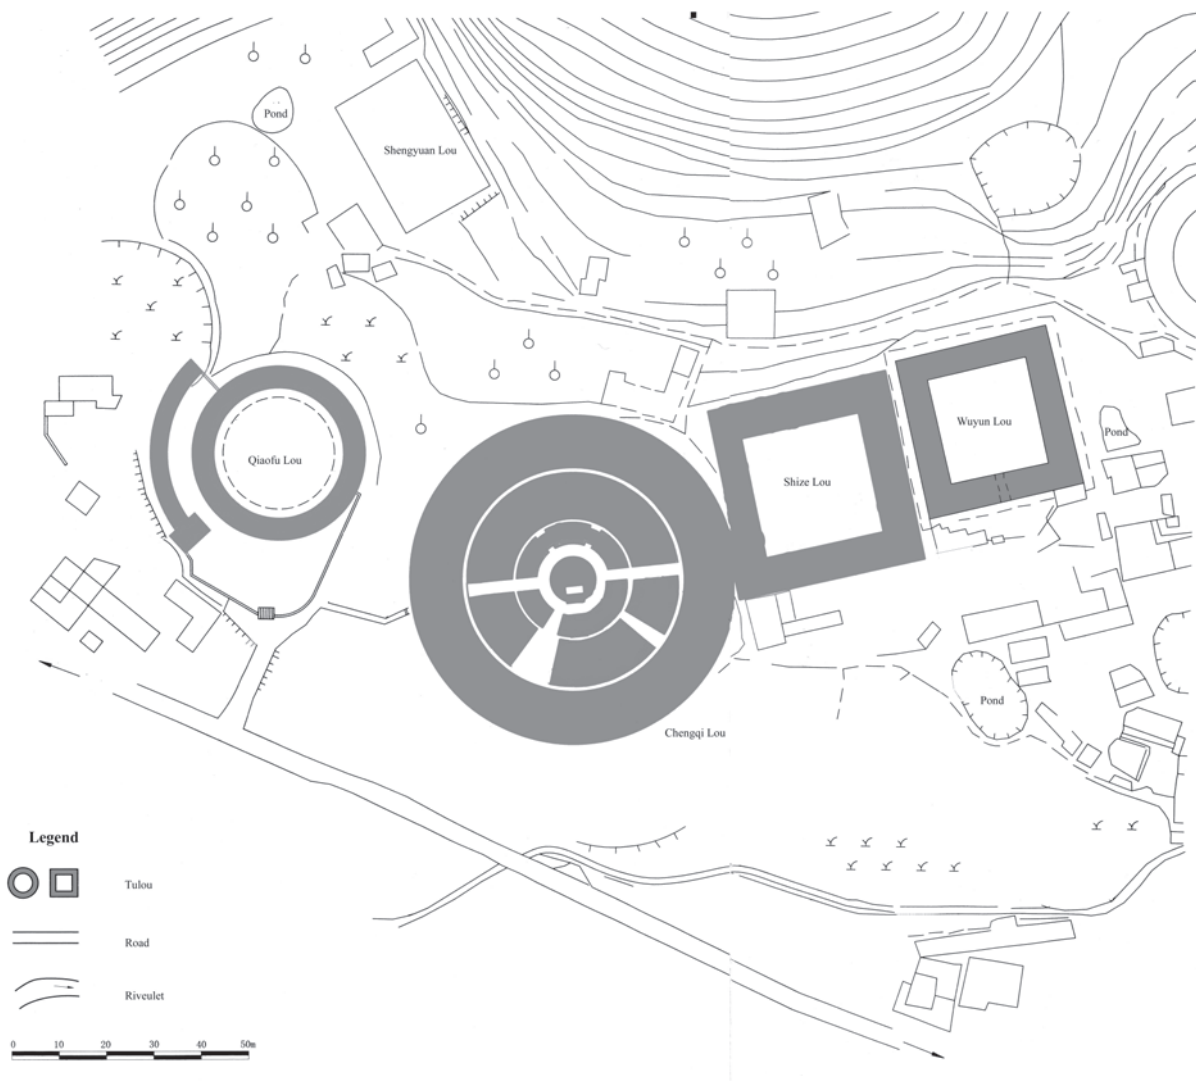 Pond
Shengyuan Lou
Wuyun Lou
Pond
Qiaofu Lou
Shize Lou
Pond
Chengqi Lou
Legend
Tulou
Road
Riveulet
0 10 20 30 40 50m